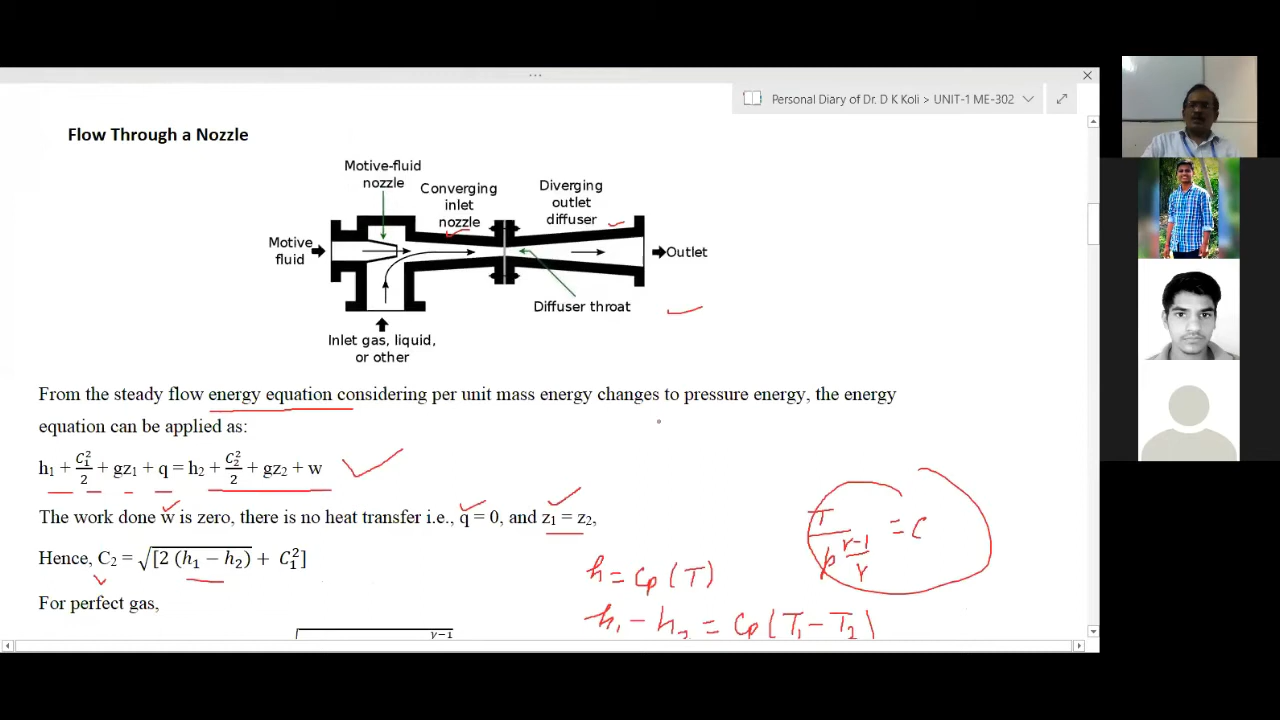 Personal Diary of Dr. D K Koli > UNIT-1 ME-302
Flow Through a Nozzle
Motive-fluid
nozzle
Converging
inlet
nozzle
Diverging
outlet
diffuser
Motive
fluid
Outlet
Diffuser throat
Inlet gas, liquid,
or other
From the steady flow energy equation considering per unit mass energy changes to pressure energy, the energy
equation can be applied as:
h₁ + C₁²/2 + gz₁ + q = h₂ + C₂²/2 + gz₂ + w
The work done w is zero, there is no heat transfer i.e., q = 0, and z₁ = z₂,
Hence, C₂ = √[2 (h₁ − h₂) + C₁²]
For perfect gas,
γ−1
T / p^(γ-1/γ) = C
h = Cp (T)
h₁ − h₂ = Cp (T₁ − T₂)